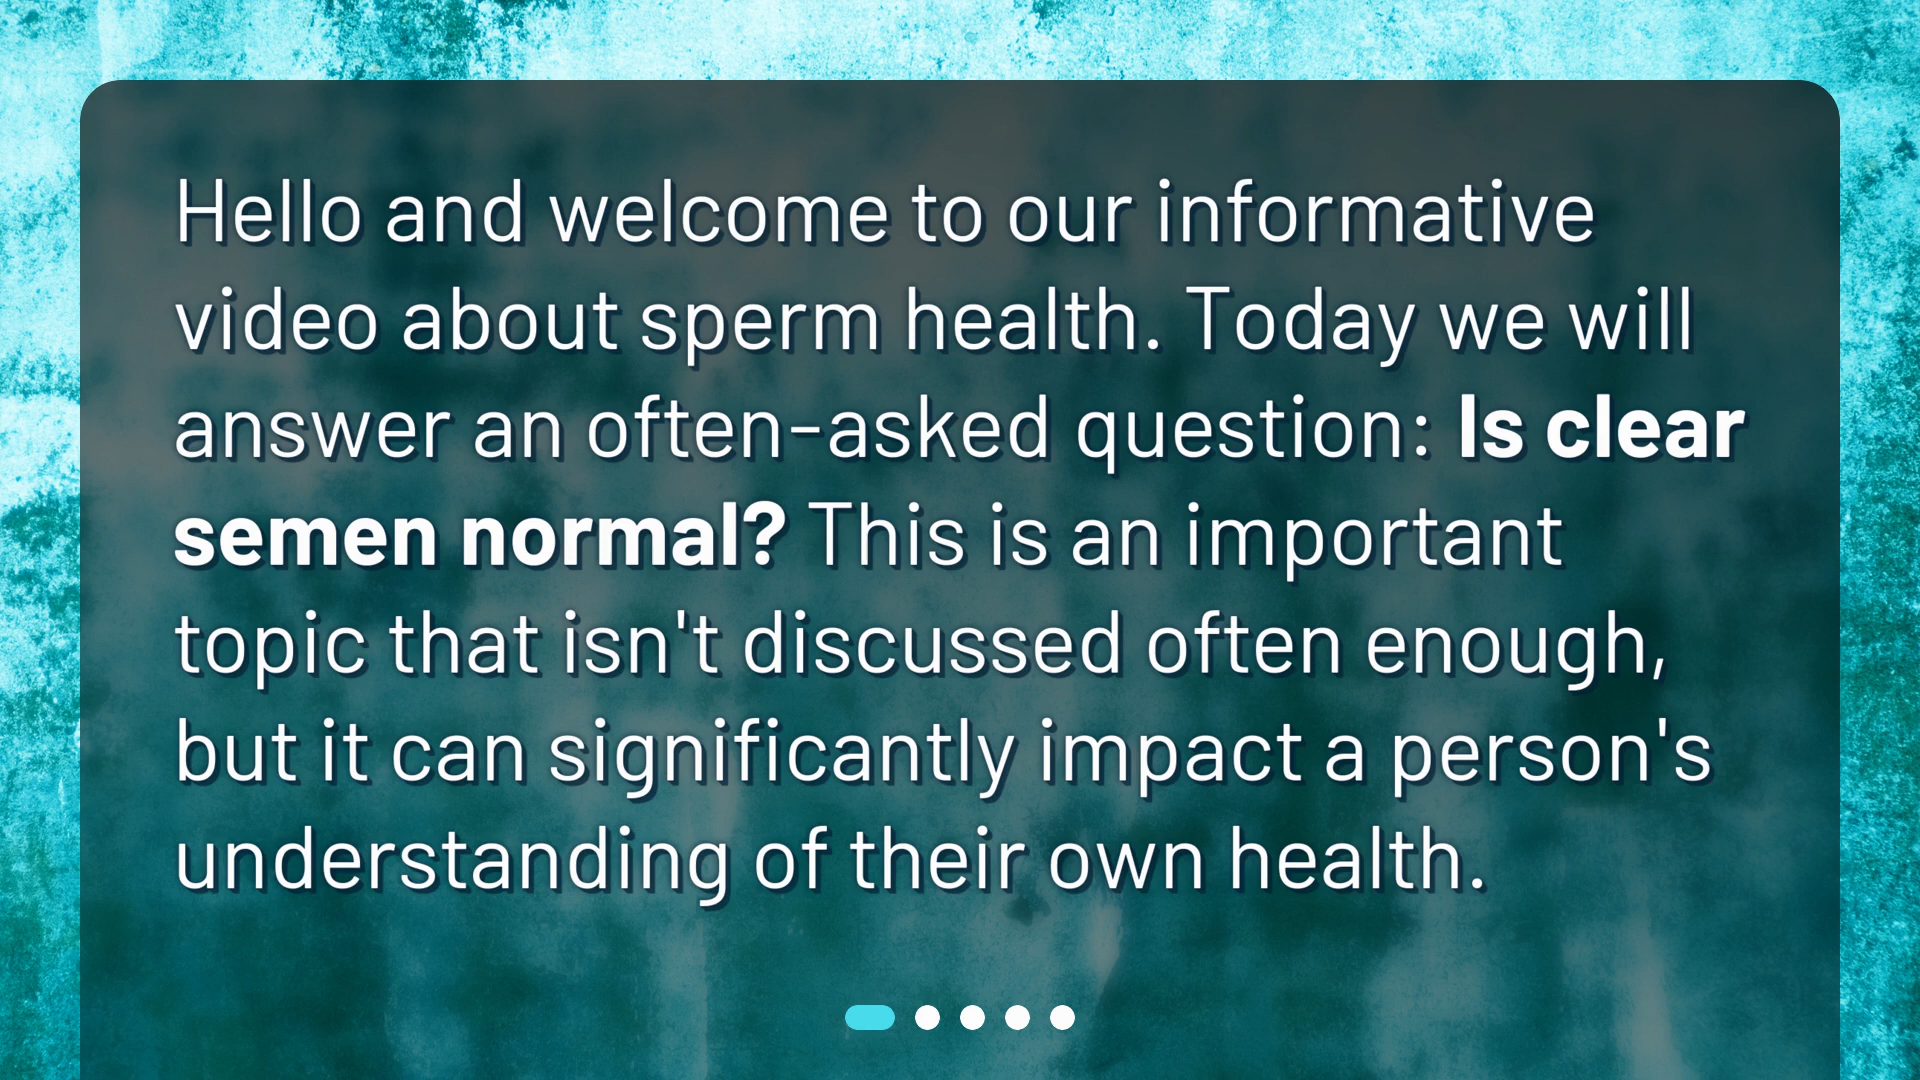 Hello and welcome to our informative
video about sperm health. Today we will
answer an often-asked question: Is clear
semen normal? This is an important
topic that isn't discussed often enough,
but it can significantly impact a person's
understanding of their own health.